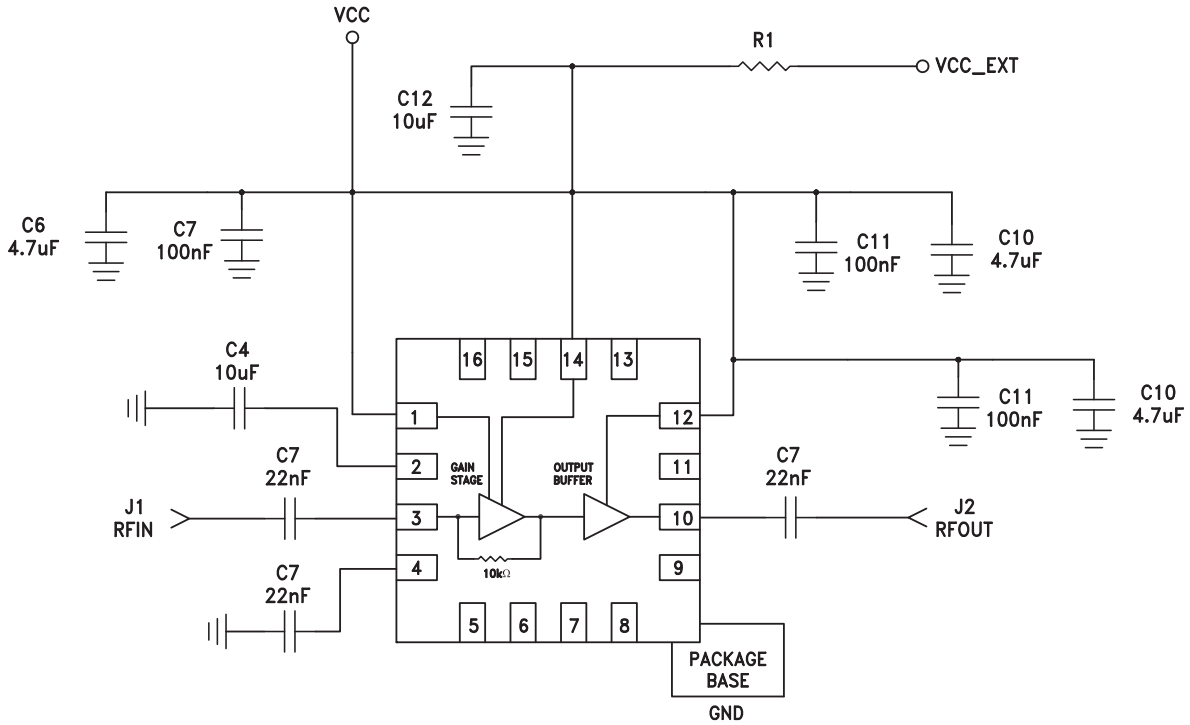 VCC
R1
VCC_EXT
C12
10uF
C6
4.7uF
C7
100nF
C11
100nF
C10
4.7uF
16
15
14
13
C4
10uF
C11
100nF
C10
4.7uF
1
12
2
11
GAIN
STAGE
OUTPUT
BUFFER
C7
22nF
C7
22nF
J1
RFIN
3
10
J2
RFOUT
10kΩ
C7
22nF
4
9
5
6
7
8
PACKAGE
BASE
GND